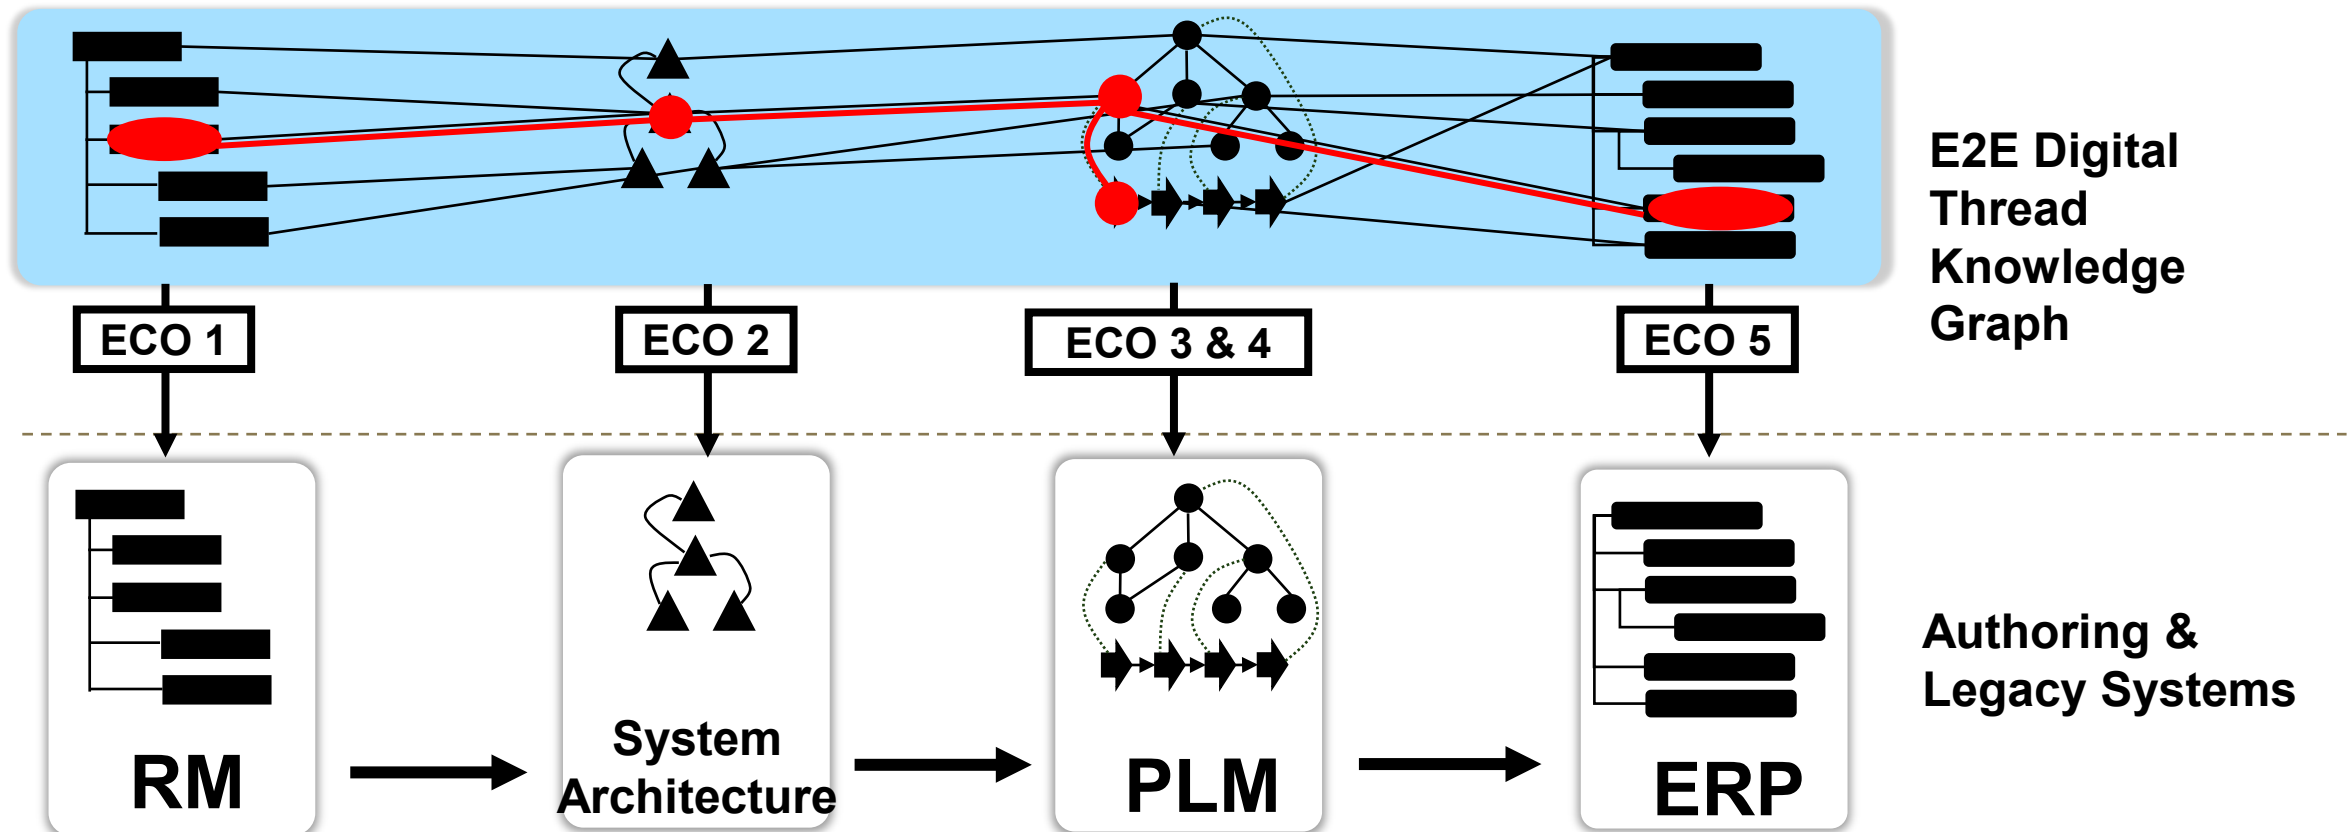 E2E Digital
Thread
Knowledge
Graph
ECO 1
ECO 2
ECO 3 & 4
ECO 5
Authoring &
Legacy Systems
RM
System
Architecture
PLM
ERP